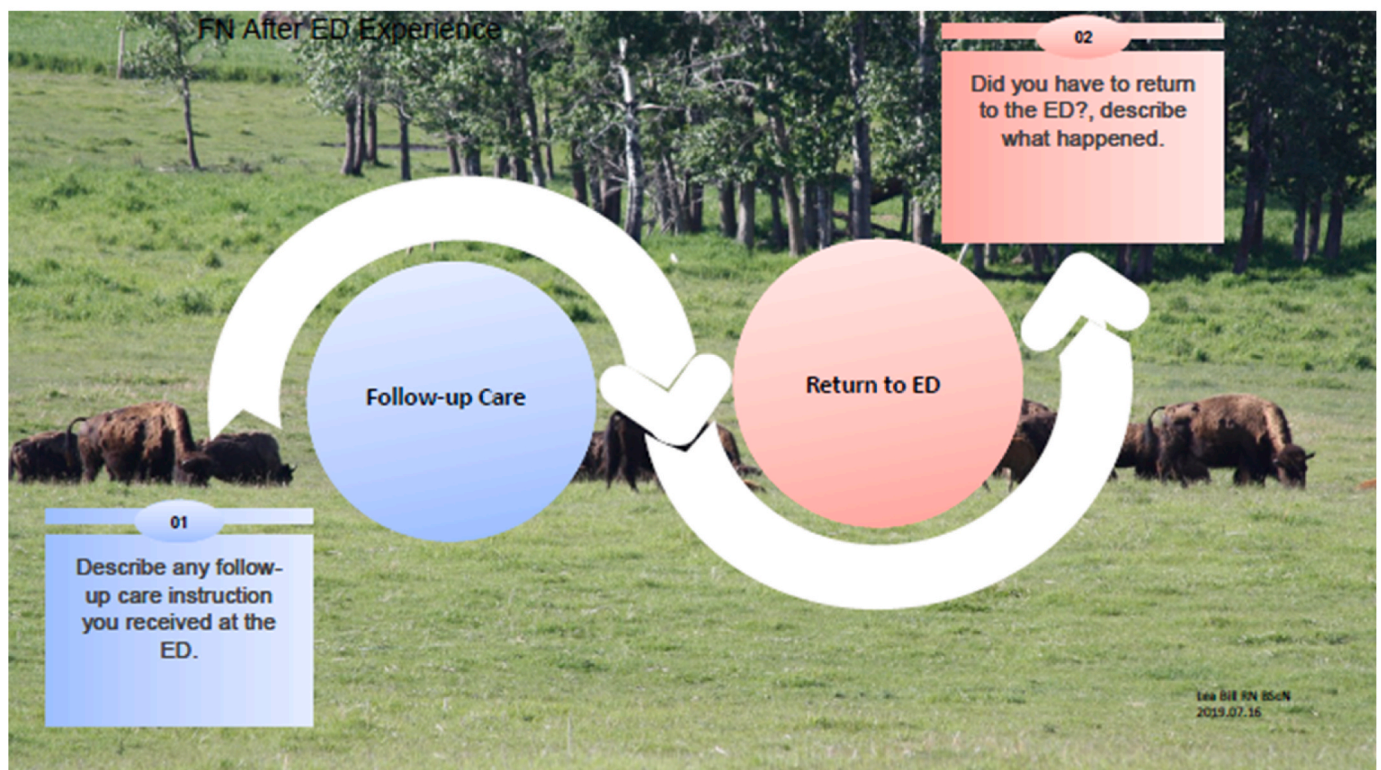 FN After ED Experience
02
Did you have to return
to the ED?, describe
what happened.
Follow-up Care
Return to ED
01
Describe any follow-
up care instruction
you received at the
ED.
Lea Bill RN BScN
2019.07.16